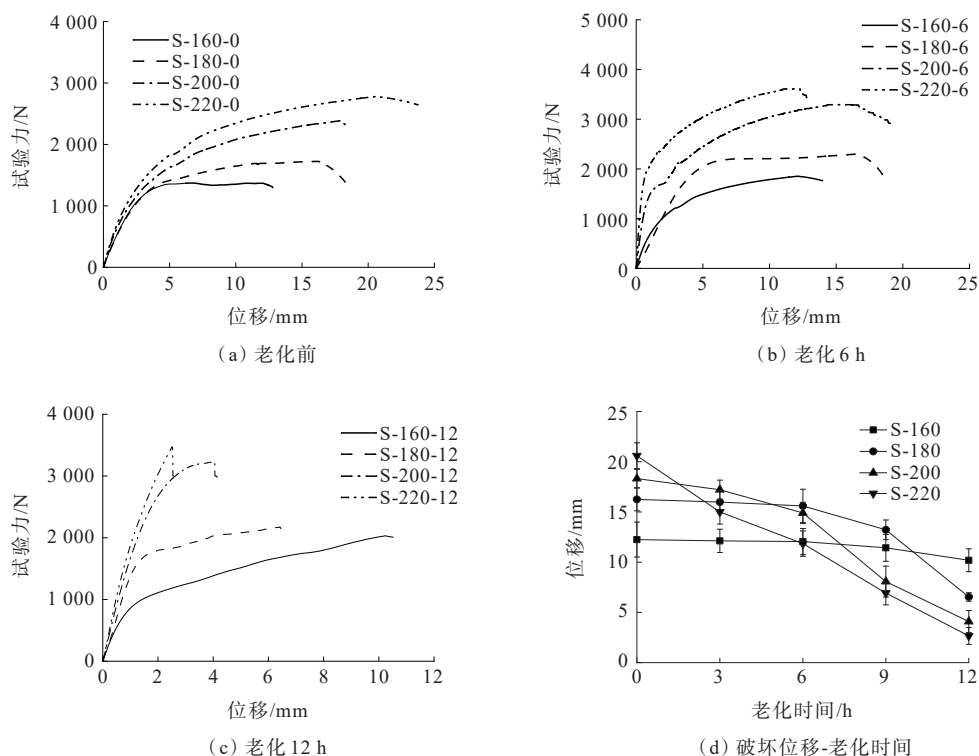 4 000
3 000
2 000
1 000
0
试验力/N
S-160-0
S-180-0
S-200-0
S-220-0
0 5 10 15 20 25
位移/mm
（a）老化前
5 000
4 000
3 000
2 000
1 000
0
试验力/N
S-160-6
S-180-6
S-200-6
S-220-6
0 5 10 15 20 25
位移/mm
（b）老化 6 h
4 000
3 000
2 000
1 000
0
试验力/N
S-160-12
S-180-12
S-200-12
S-220-12
0 2 4 6 8 10 12
位移/mm
（c）老化 12 h
25
20
15
10
5
0
位移/mm
S-160
S-180
S-200
S-220
0 3 6 9 12
老化时间/h
（d）破坏位移-老化时间